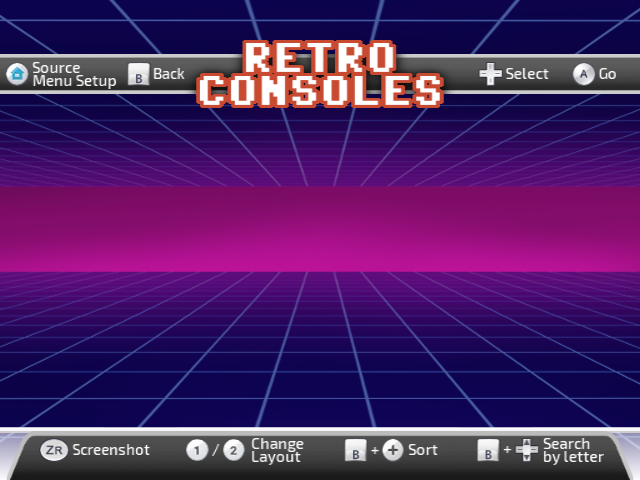 RETRO
CONSOLES
Source
Menu Setup
B Back
Select
A Go
ZR Screenshot
1 / 2 Change
Layout
B + + Sort
B + Search
by letter